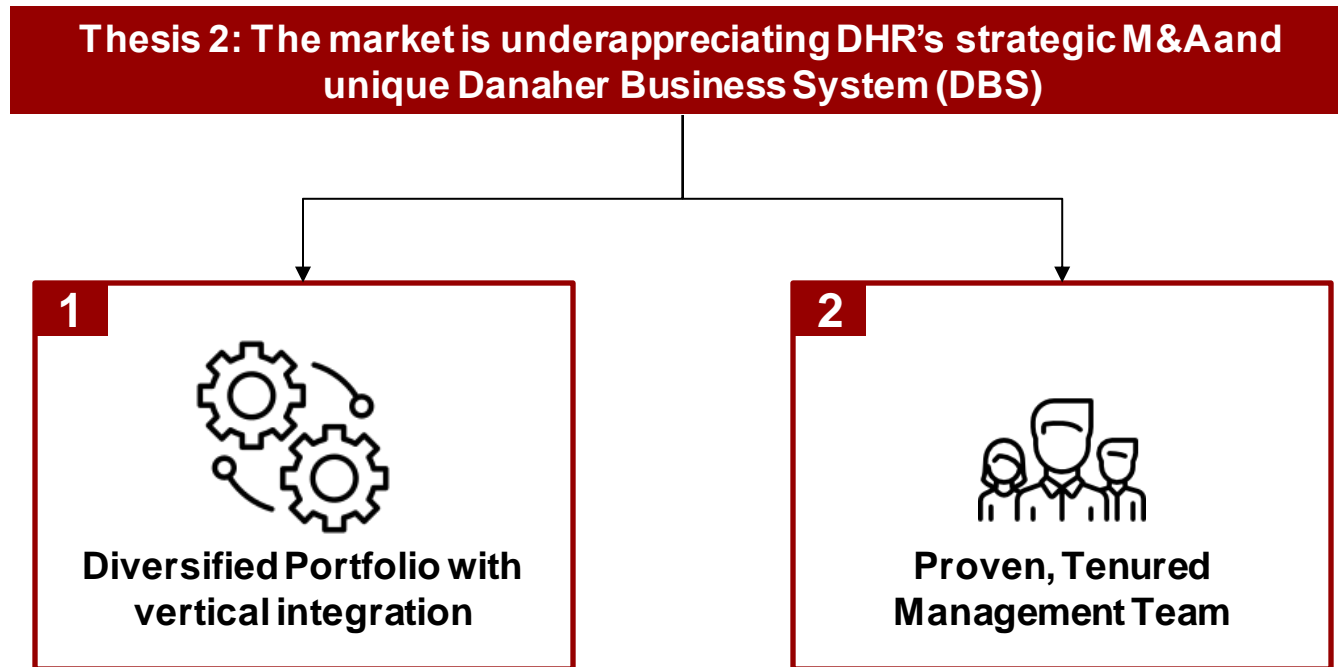 Thesis 2: The market is underappreciating DHR's strategic M&A and
unique Danaher Business System (DBS)
1
Diversified Portfolio with
vertical integration
2
Proven, Tenured
Management Team